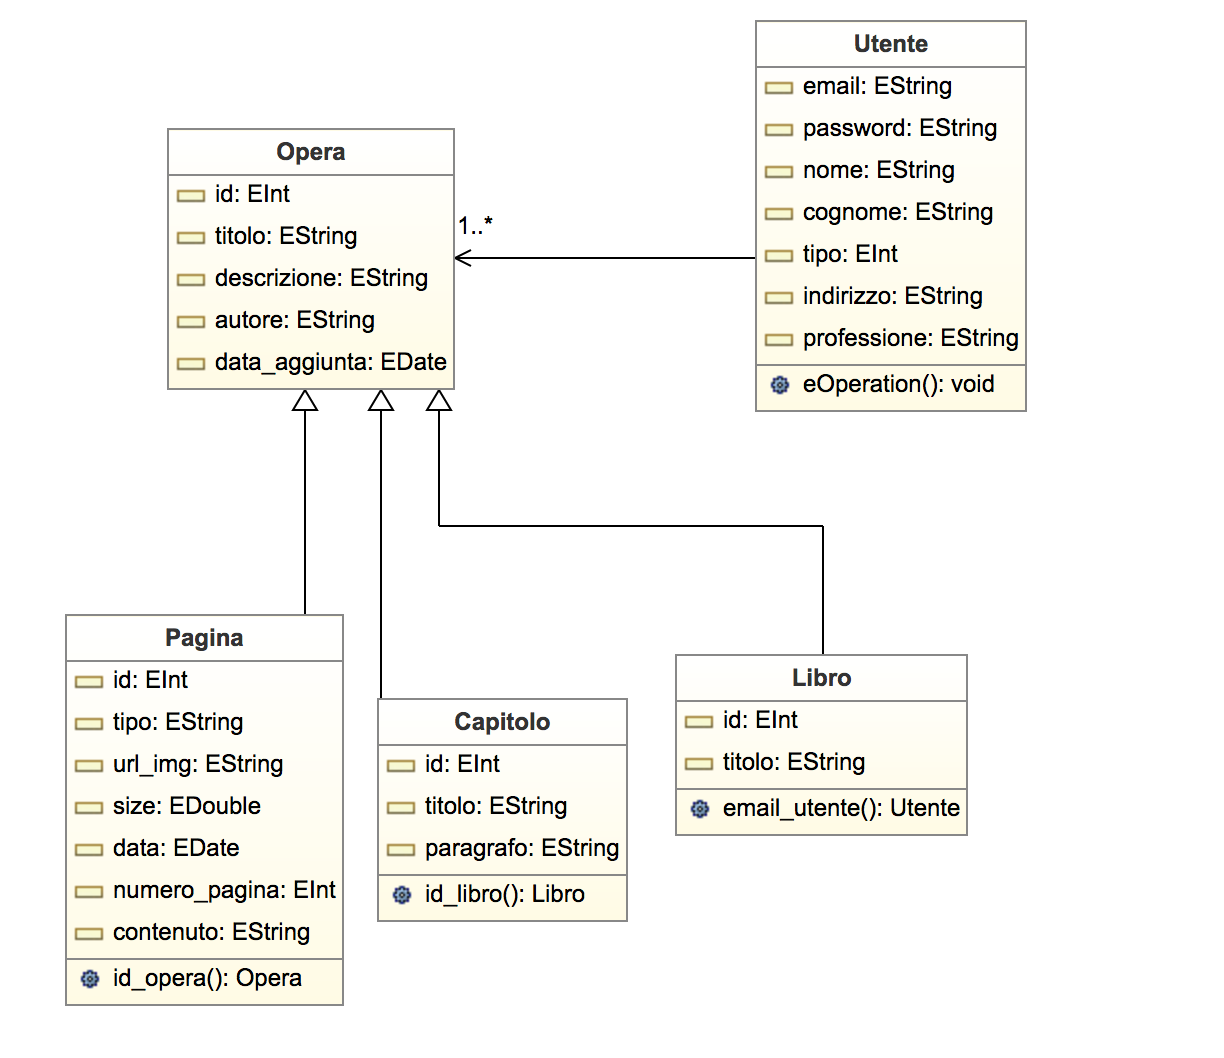 Utente
email: EString
password: EString
nome: EString
cognome: EString
tipo: EInt
indirizzo: EString
professione: EString
eOperation(): void
Opera
id: EInt
titolo: EString
descrizione: EString
autore: EString
data_aggiunta: EDate
1..*
Pagina
id: EInt
tipo: EString
url_img: EString
size: EDouble
data: EDate
numero_pagina: EInt
contenuto: EString
id_opera(): Opera
Capitolo
id: EInt
titolo: EString
paragrafo: EString
id_libro(): Libro
Libro
id: EInt
titolo: EString
email_utente(): Utente